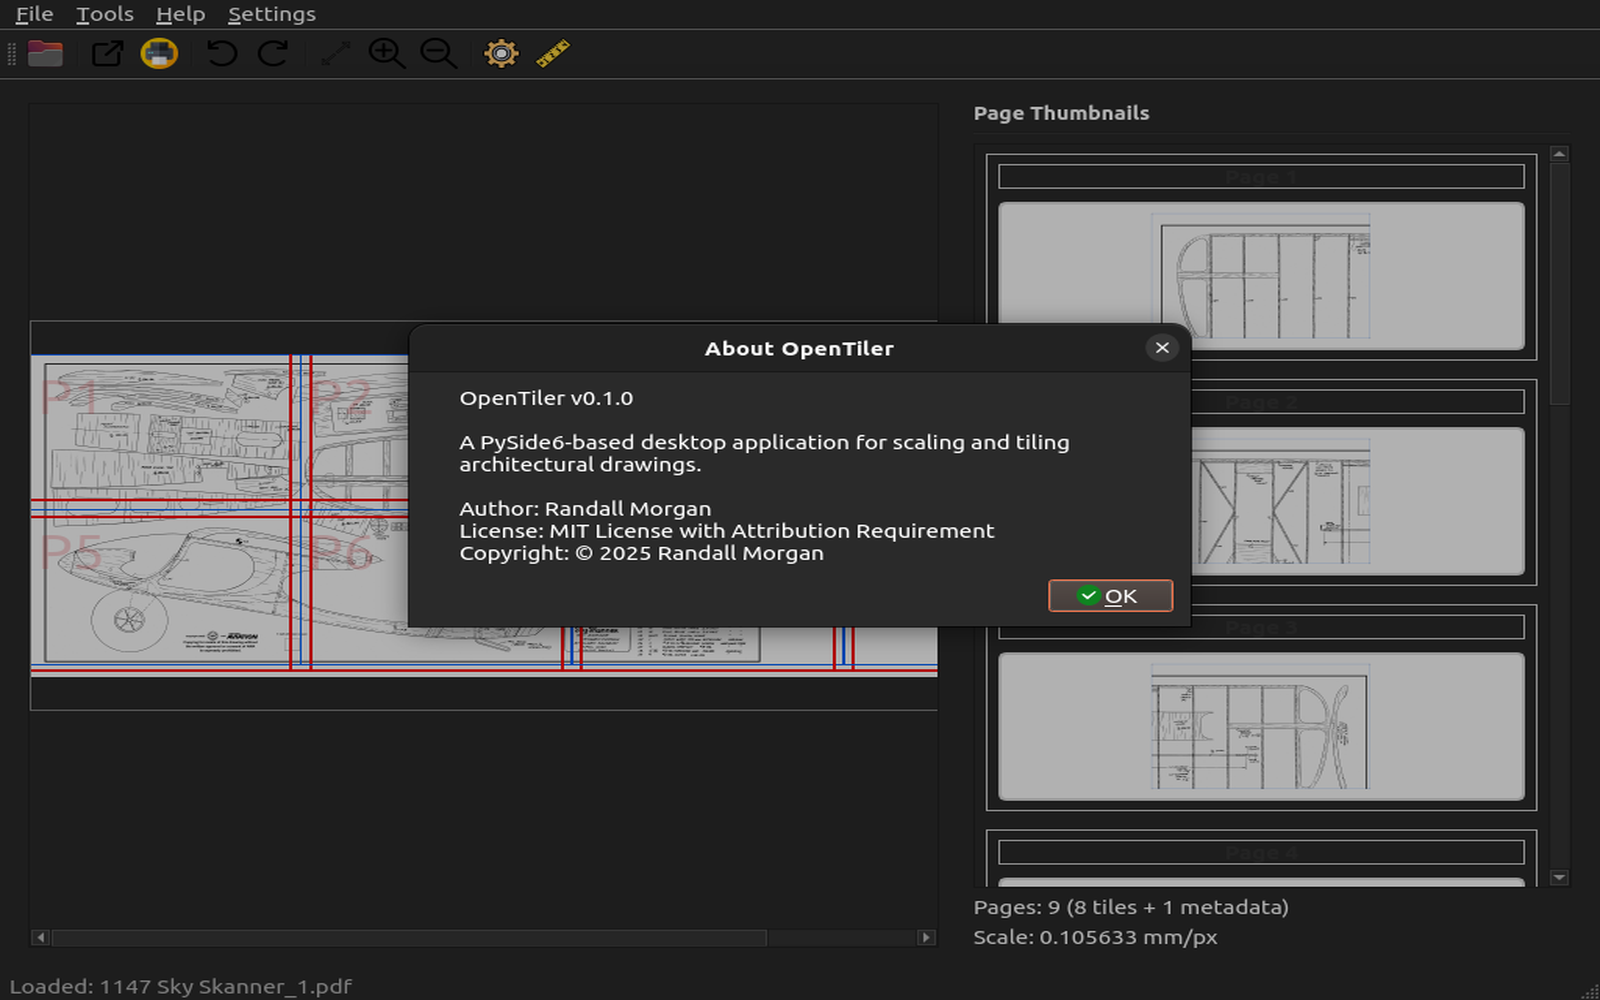 File Tools Help Settings
Page Thumbnails
Page 1
Page 2
Page 3
Page 4
P1
P2
P5
P6
About OpenTiler
OpenTiler v0.1.0
A PySide6-based desktop application for scaling and tiling
architectural drawings.
Author: Randall Morgan
License: MIT License with Attribution Requirement
Copyright: © 2025 Randall Morgan
OK
Pages: 9 (8 tiles + 1 metadata)
Scale: 0.105633 mm/px
Loaded: 1147 Sky Skanner_1.pdf